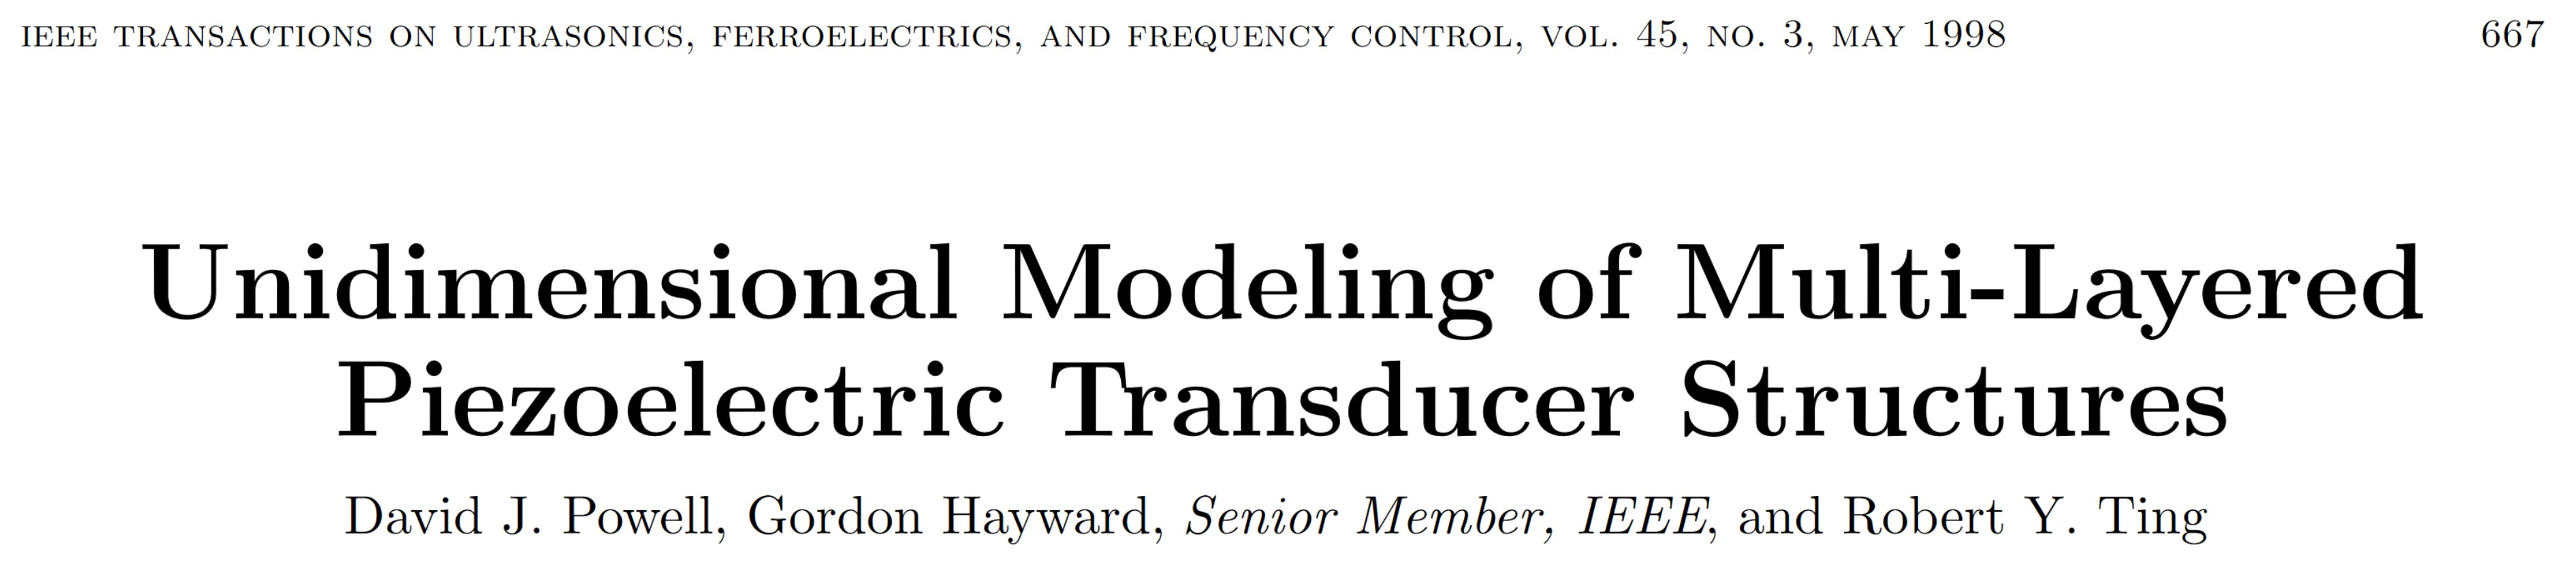 IEEE TRANSACTIONS ON ULTRASONICS, FERROELECTRICS, AND FREQUENCY CONTROL, VOL. 45, NO. 3, MAY 1998 667
Unidimensional Modeling of Multi-Layered
Piezoelectric Transducer Structures
David J. Powell, Gordon Hayward, Senior Member, IEEE, and Robert Y. Ting